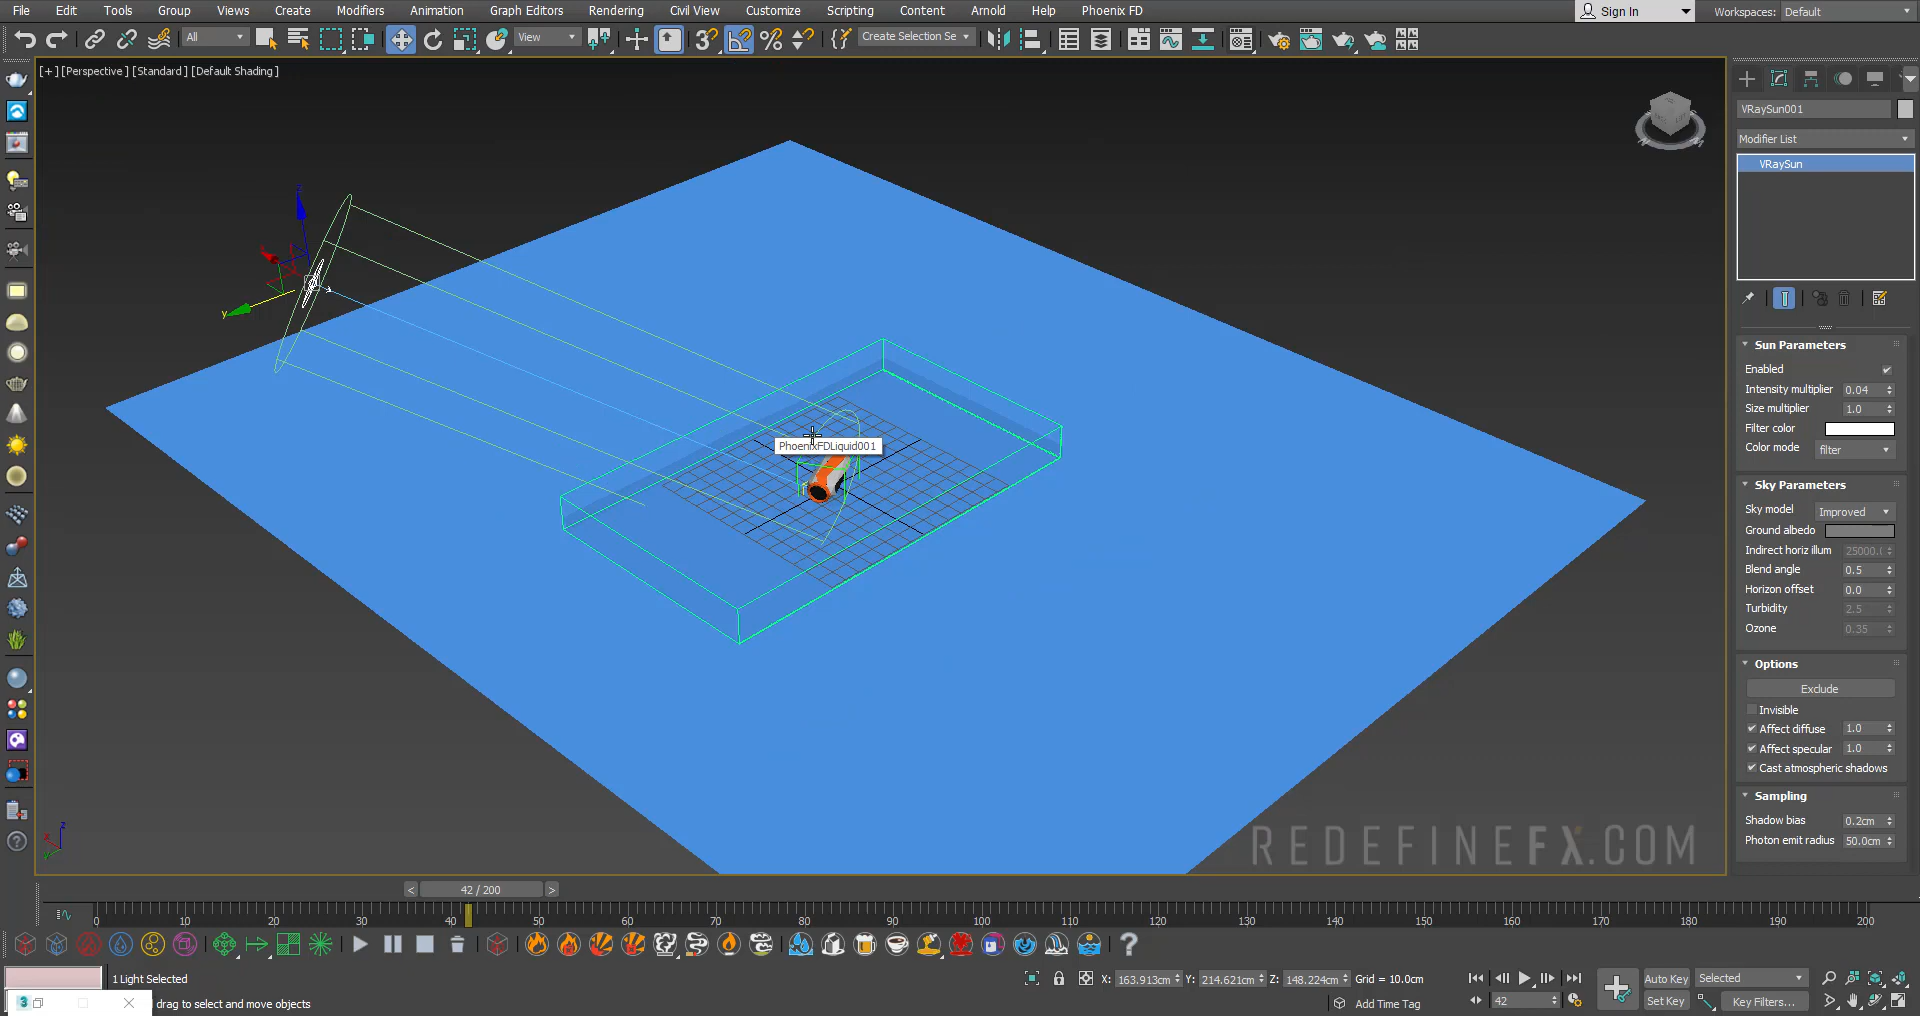 File Edit Tools Group Views Create Modifiers Animation Graph Editors Rendering Civil View Customize Scripting Content Arnold Help Phoenix FD Sign In Workspaces: Default
All View Create Selection Se
[+] [Perspective ] [Standard ] [Default Shading ]
VRaySun001
Modifier List
VRaySun
z
y
PhoenixFDLiquid001
Sun Parameters
Enabled
Intensity multiplier 0.04
Size multiplier 1.0
Filter color
Color mode filter
Sky Parameters
Sky model Improved
Ground albedo
Indirect horiz illum 25000.(
Blend angle 0.5
Horizon offset 0.0
Turbidity 2.5
Ozone 0.35
Options
Exclude
Invisible
Affect diffuse 1.0
Affect specular 1.0
Cast atmospheric shadows
Sampling
Shadow bias 0.2cm
Photon emit radius 50.0cm
REDEFINEFX.COM
< 42 / 200 >
0 10 20 30 40 50 60 70 80 90 100 110 120 130 140 150 160 170 180 190 200
1 Light Selected
X: 163.913cm Y: 214.621cm Z: 148.224cm Grid = 10.0cm
Auto Key Selected
drag to select and move objects
Add Time Tag
42
Set Key Key Filters...